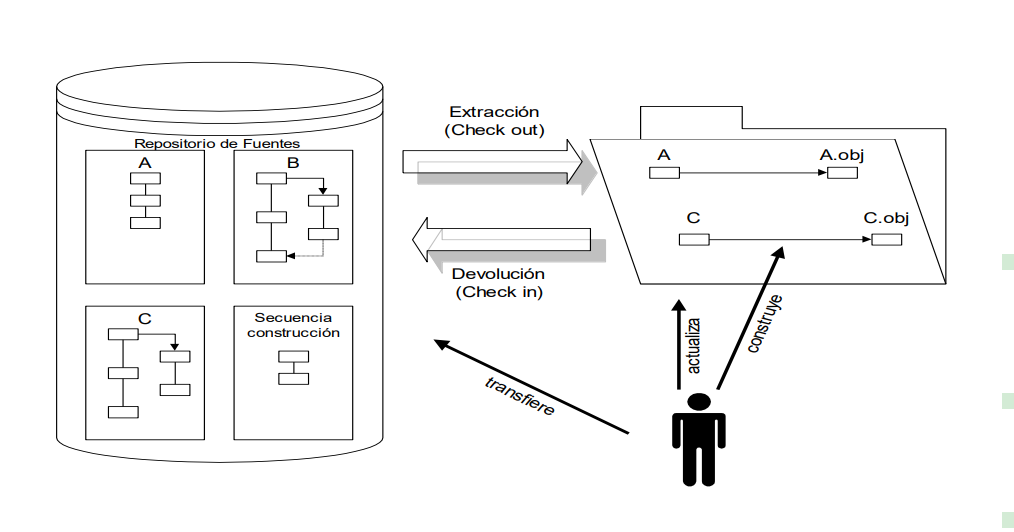 Repositorio de Fuentes
A
B
C
Secuencia
construcción
Extracción
(Check out)
Devolución
(Check in)
A
A.obj
C
C.obj
transfiere
actualiza
construye